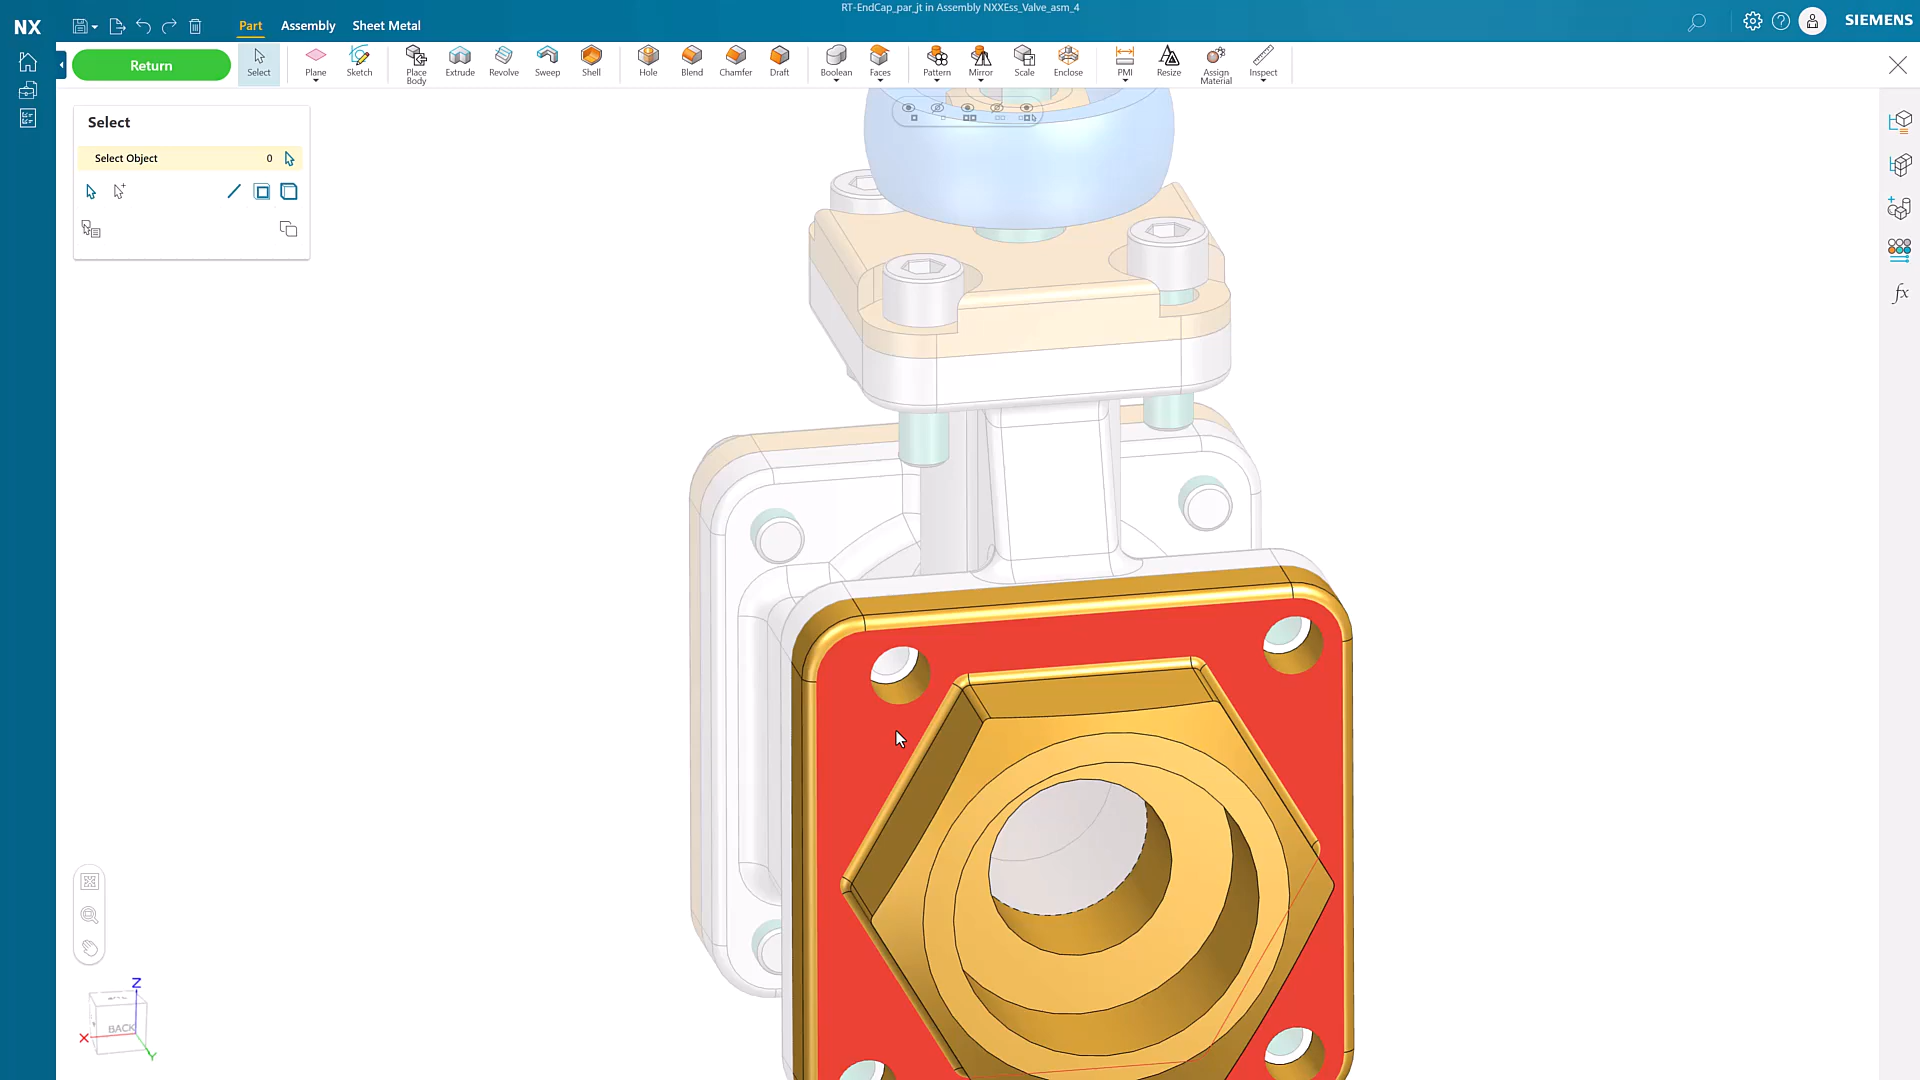 RT-EndCap_par_jt in Assembly NXXEss_Valve_asm_4
NX
Part
Assembly
Sheet Metal
SIEMENS
Return
Select
Plane
Sketch
Place Body
Extrude
Revolve
Sweep
Shell
Hole
Blend
Chamfer
Draft
Boolean
Faces
Pattern
Mirror
Scale
Enclose
PMI
Resize
Assign Material
Inspect
Select
Select Object 0
fx
Z
BACK
X
Y